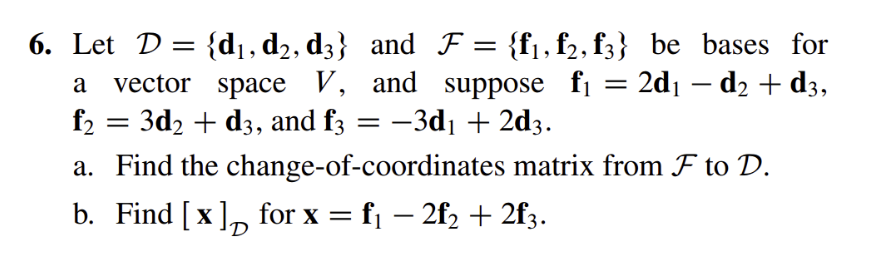 6. Let 𝒟 = {d₁, d₂, d₃} and ℱ = {f₁, f₂, f₃} be bases for
a vector space V, and suppose f₁ = 2d₁ − d₂ + d₃,
f₂ = 3d₂ + d₃, and f₃ = −3d₁ + 2d₃.
a. Find the change-of-coordinates matrix from ℱ to 𝒟.
b. Find [ x ]_𝒟 for x = f₁ − 2f₂ + 2f₃.